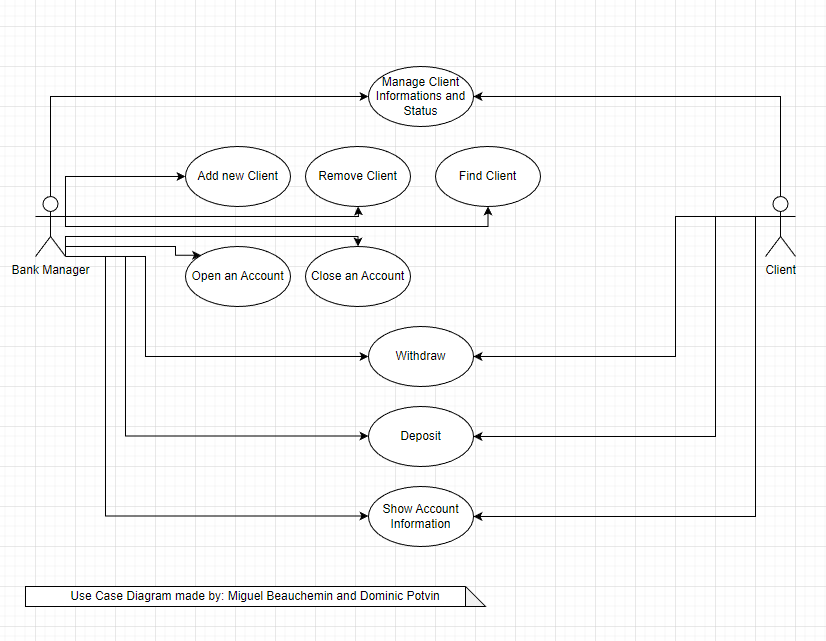 Manage Client
Informations and
Status
Add new Client
Remove Client
Find Client
Bank Manager
Client
Open an Account
Close an Account
Withdraw
Deposit
Show Account
Information
Use Case Diagram made by: Miguel Beauchemin and Dominic Potvin